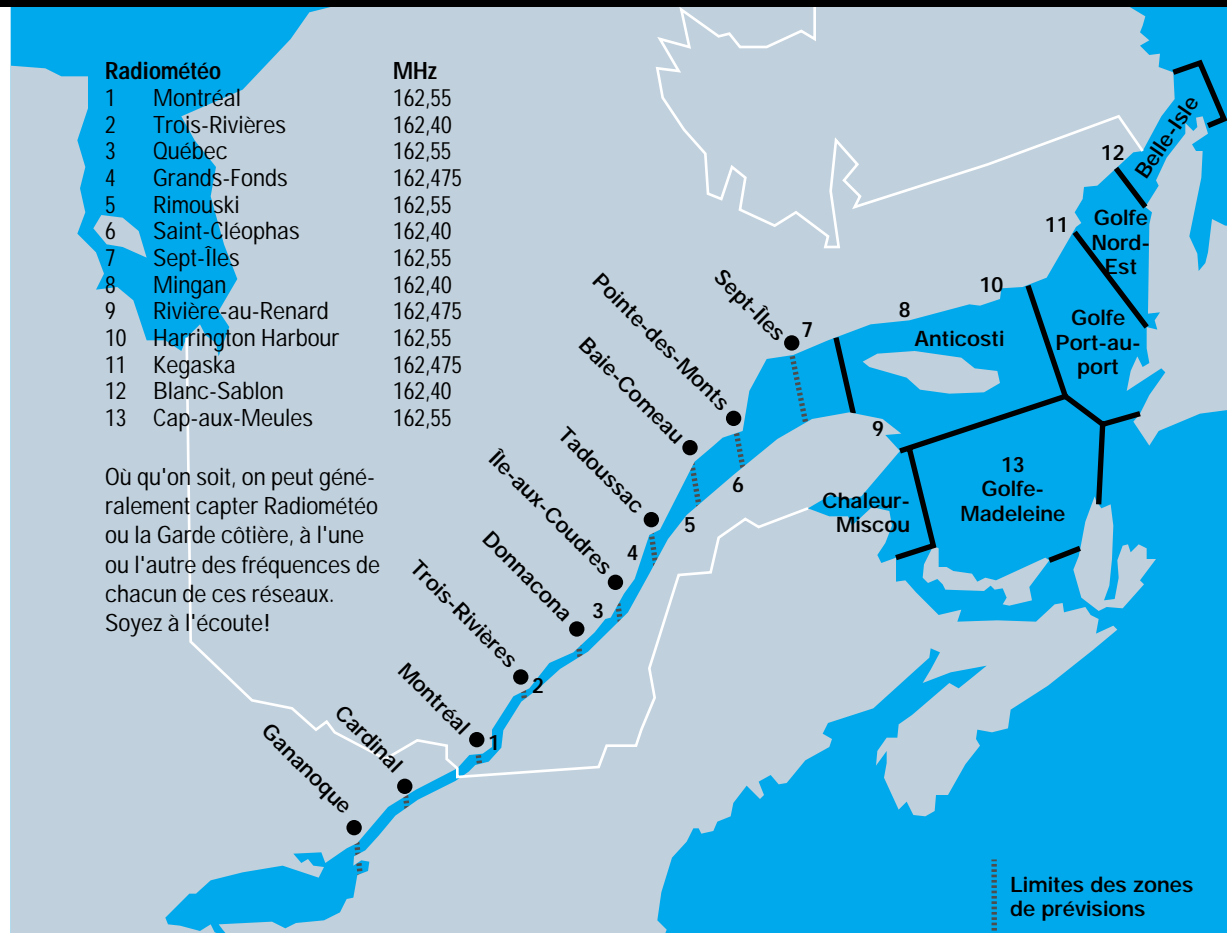 Radiométéo MHz
1 Montréal 162,55
2 Trois-Rivières 162,40
3 Québec 162,55
4 Grands-Fonds 162,475
5 Rimouski 162,55
6 Saint-Cléophas 162,40
7 Sept-Îles 162,55
8 Mingan 162,40
9 Rivière-au-Renard 162,475
10 Harrington Harbour 162,55
11 Kegaska 162,475
12 Blanc-Sablon 162,40
13 Cap-aux-Meules 162,55
Où qu'on soit, on peut géné-
ralement capter Radiométéo
ou la Garde côtière, à l'une
ou l'autre des fréquences de
chacun de ces réseaux.
Soyez à l'écoute!
Belle-Isle
12
Golfe
Nord-
Est
11
10
Golfe
Port-au-
port
8
Anticosti
Sept-Îles
7
Pointe-des-Monts
Baie-Comeau
9
6
Tadoussac
5
13
Golfe-
Madeleine
Chaleur-
Miscou
Île-aux-Coudres
4
Donnacona
3
Trois-Rivières
2
Montréal
1
Cardinal
Gananoque
Limites des zones
de prévisions